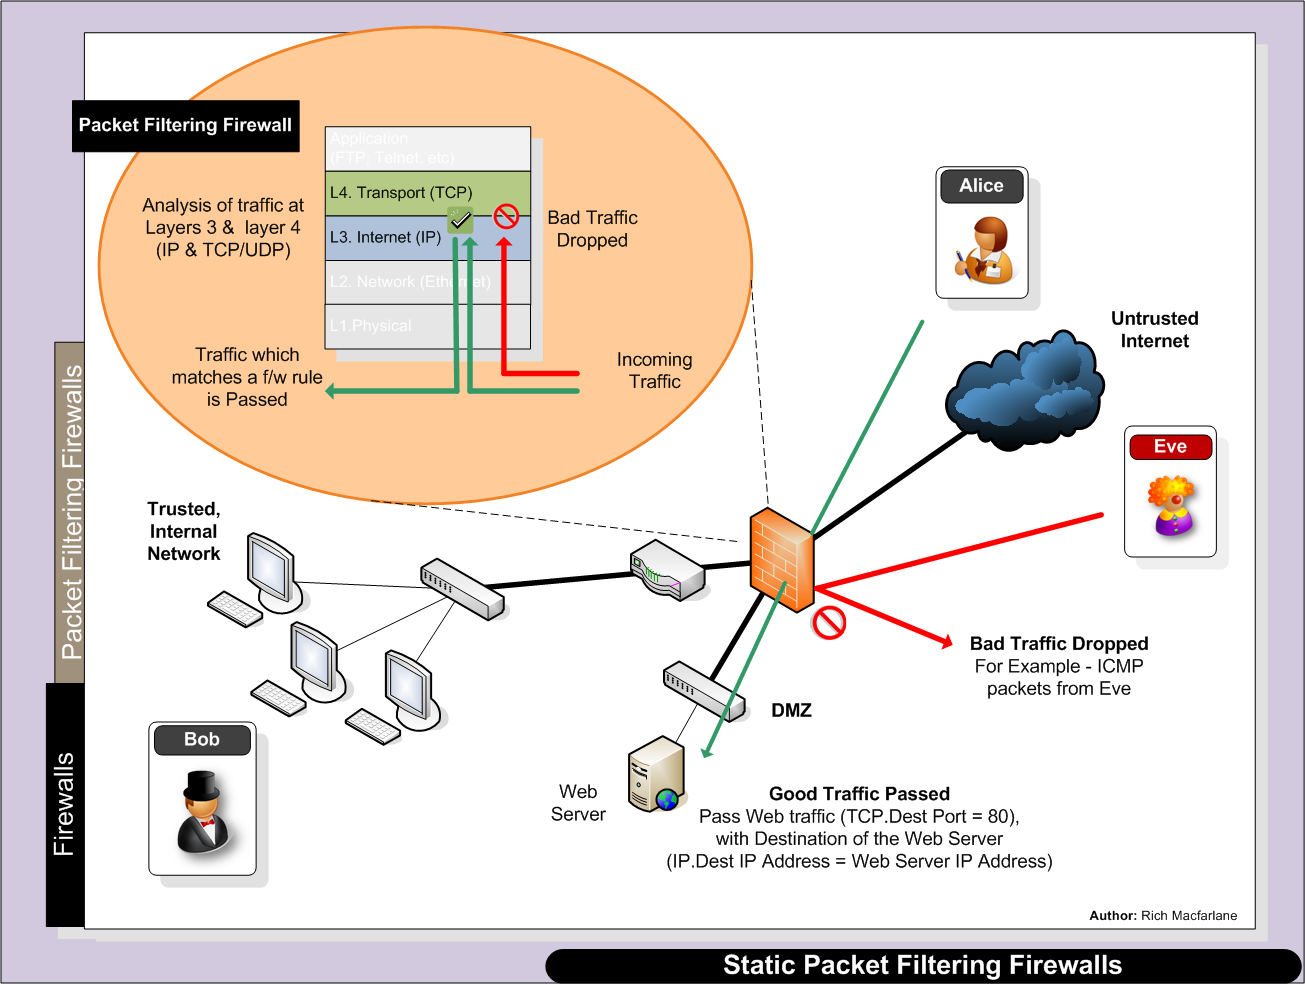 Packet Filtering Firewall
Application
(FTP, Telnet, etc)
L4. Transport (TCP)
L3. Internet (IP)
L2. Network (Ethernet)
L1.Physical
Analysis of traffic at
Layers 3 & layer 4
(IP & TCP/UDP)
Bad Traffic
Dropped
Traffic which
matches a f/w rule
is Passed
Incoming
Traffic
Alice
Untrusted
Internet
Eve
Trusted,
Internal
Network
Bad Traffic Dropped
For Example - ICMP
packets from Eve
DMZ
Bob
Web
Server
Good Traffic Passed
Pass Web traffic (TCP.Dest Port = 80),
with Destination of the Web Server
(IP.Dest IP Address = Web Server IP Address)
Packet Filtering Firewalls
Firewalls
Author: Rich Macfarlane
Static Packet Filtering Firewalls